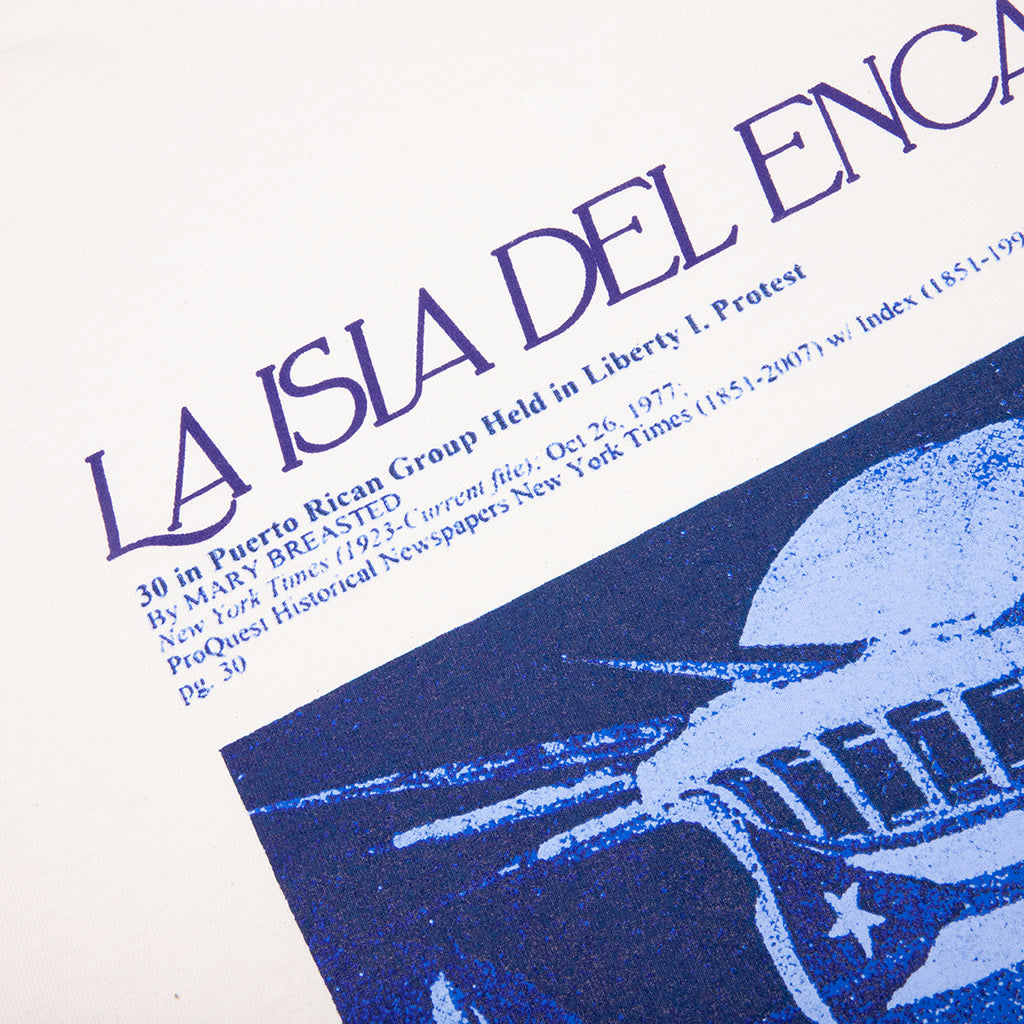 LA ISLA DEL ENCA
30 in Puerto Rican Group Held in Liberty I. Protest
By MARY BREASTED
New York Times (1923-Current file); Oct 26, 1977;
ProQuest Historical Newspapers New York Times (1851-2007) w/ Index (1851-199
pg. 30